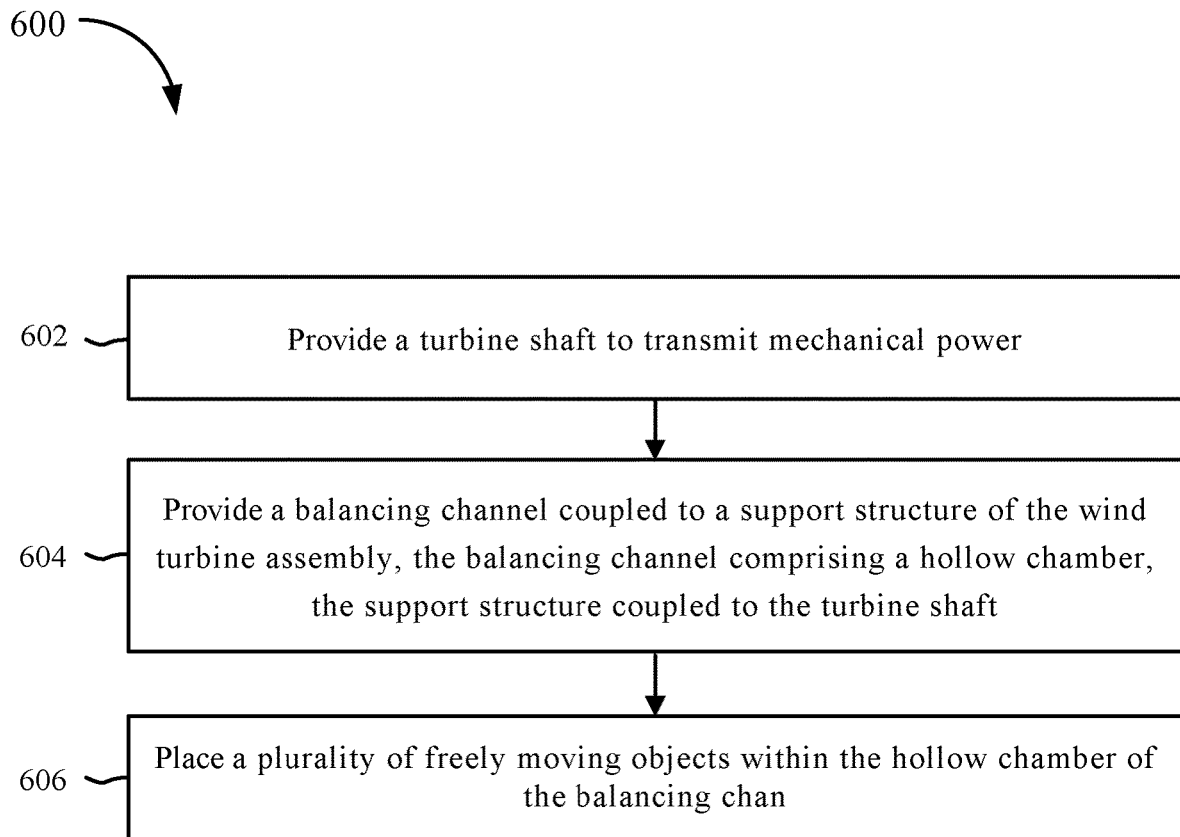 600
602
Provide a turbine shaft to transmit mechanical power
604
Provide a balancing channel coupled to a support structure of the wind
turbine assembly, the balancing channel comprising a hollow chamber,
the support structure coupled to the turbine shaft
606
Place a plurality of freely moving objects within the hollow chamber of
the balancing chan